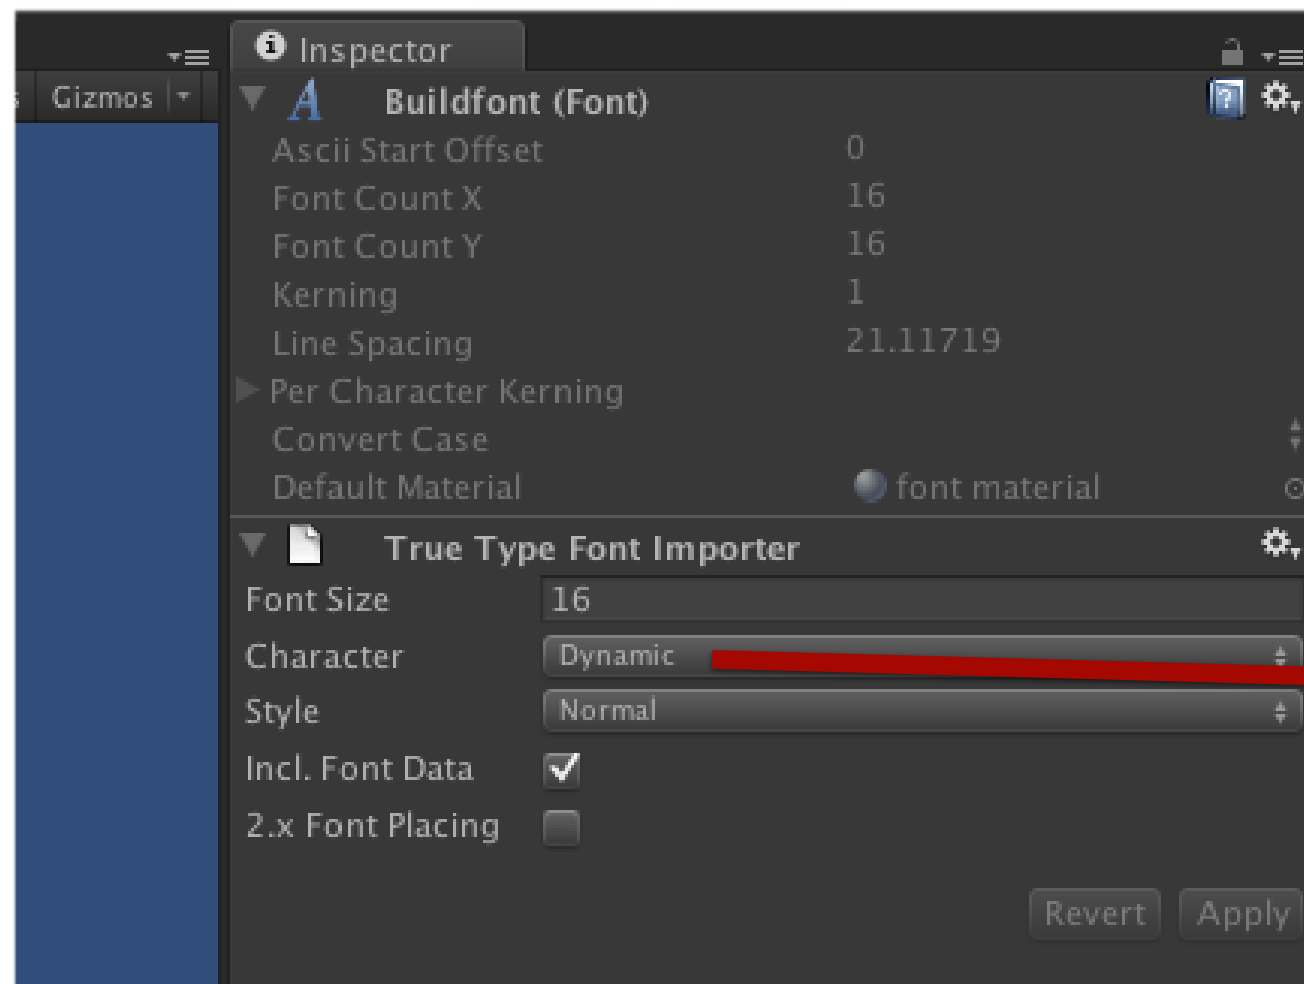 Inspector
Gizmos
Buildfont (Font)
Ascii Start Offset 0
Font Count X 16
Font Count Y 16
Kerning 1
Line Spacing 21.11719
Per Character Kerning
Convert Case
Default Material font material
True Type Font Importer
Font Size 16
Character Dynamic
Style Normal
Incl. Font Data
2.x Font Placing
Revert Apply